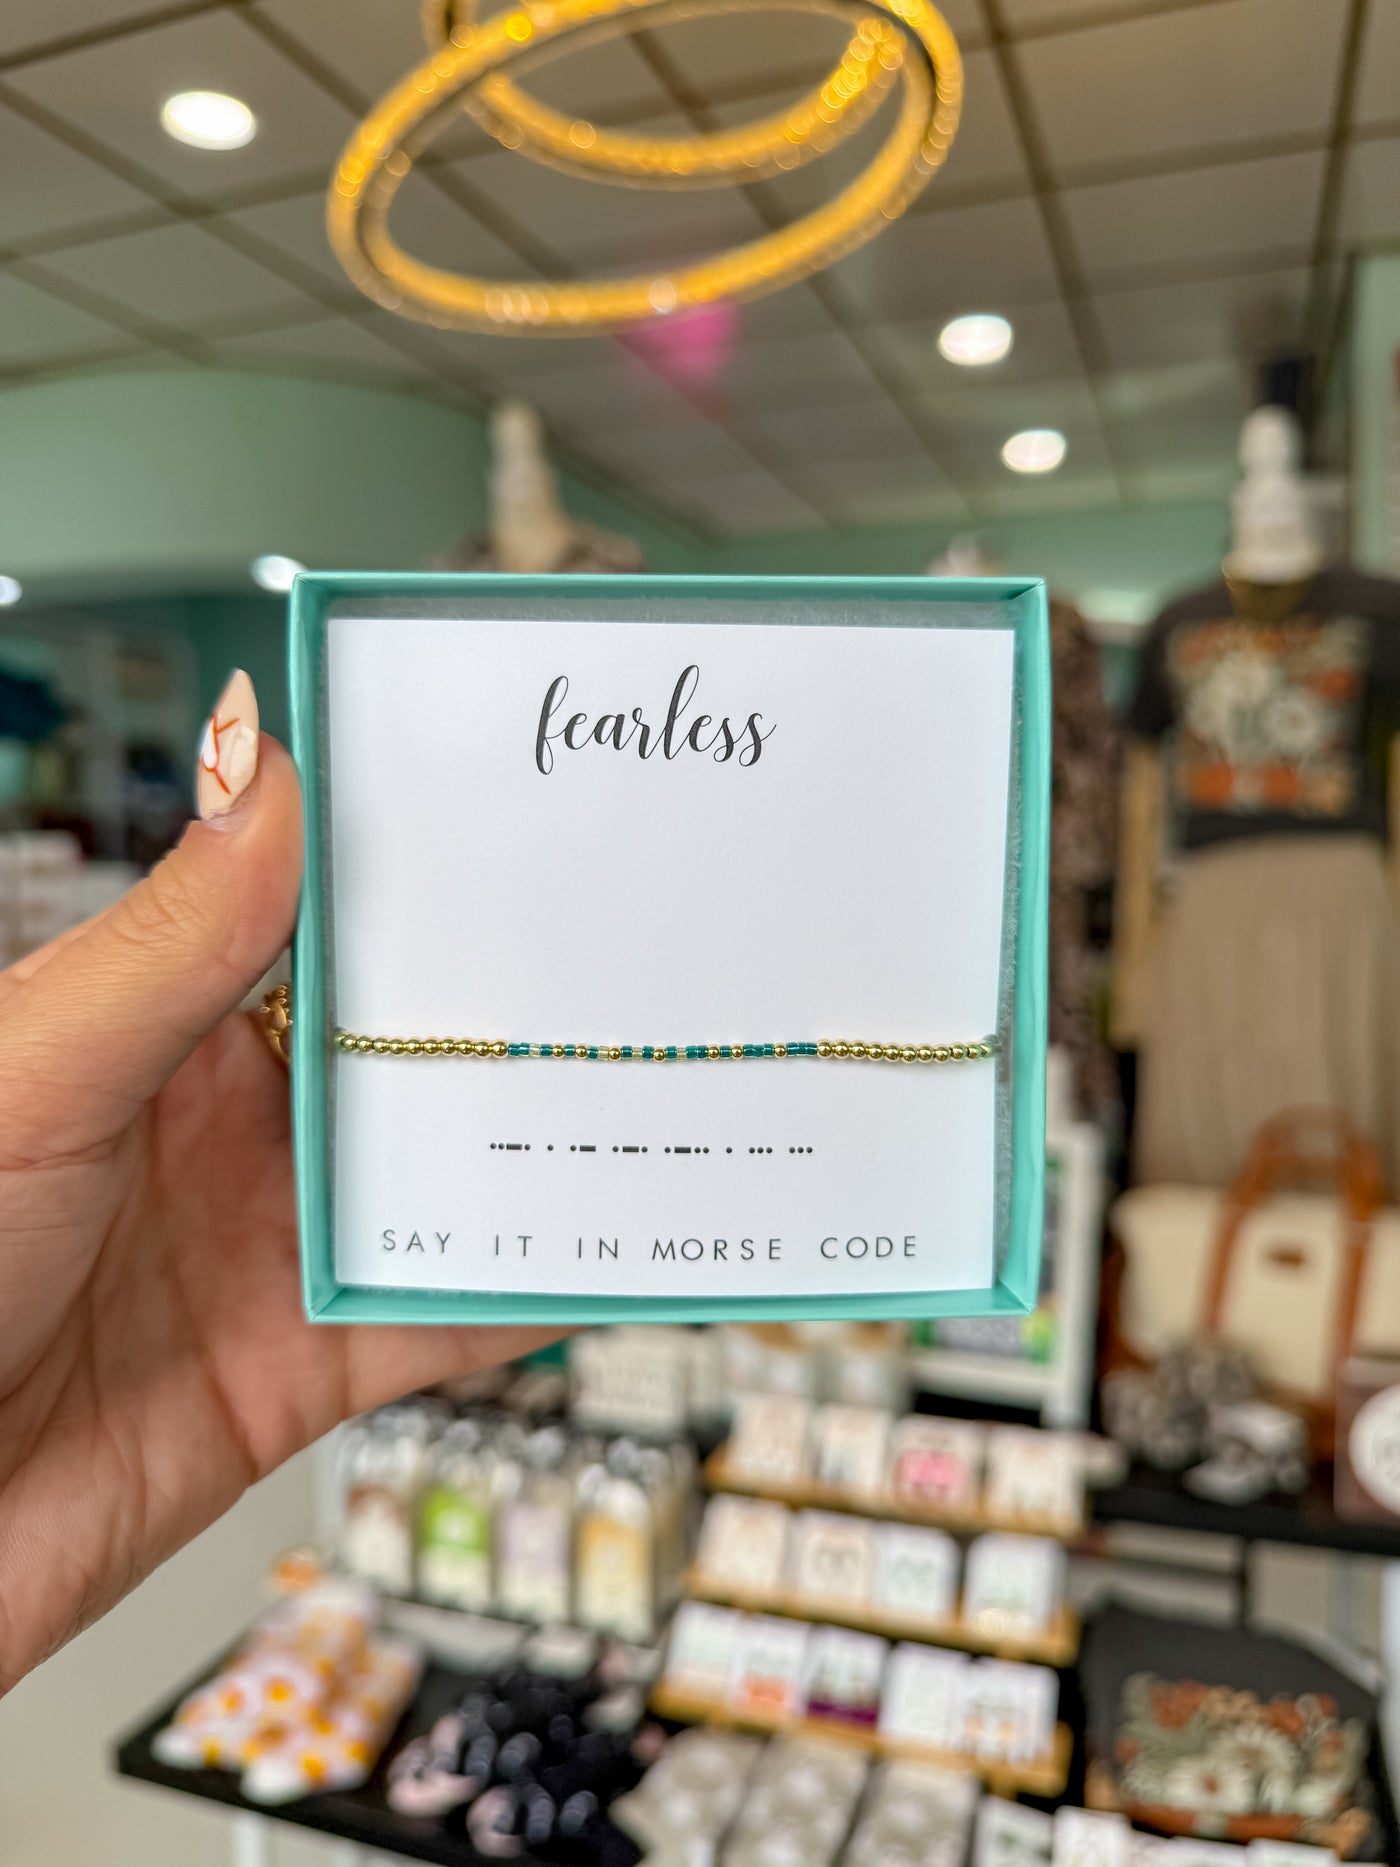 fearless
••—• • •— •—• •—•• • ••• •••
SAY IT IN MORSE CODE